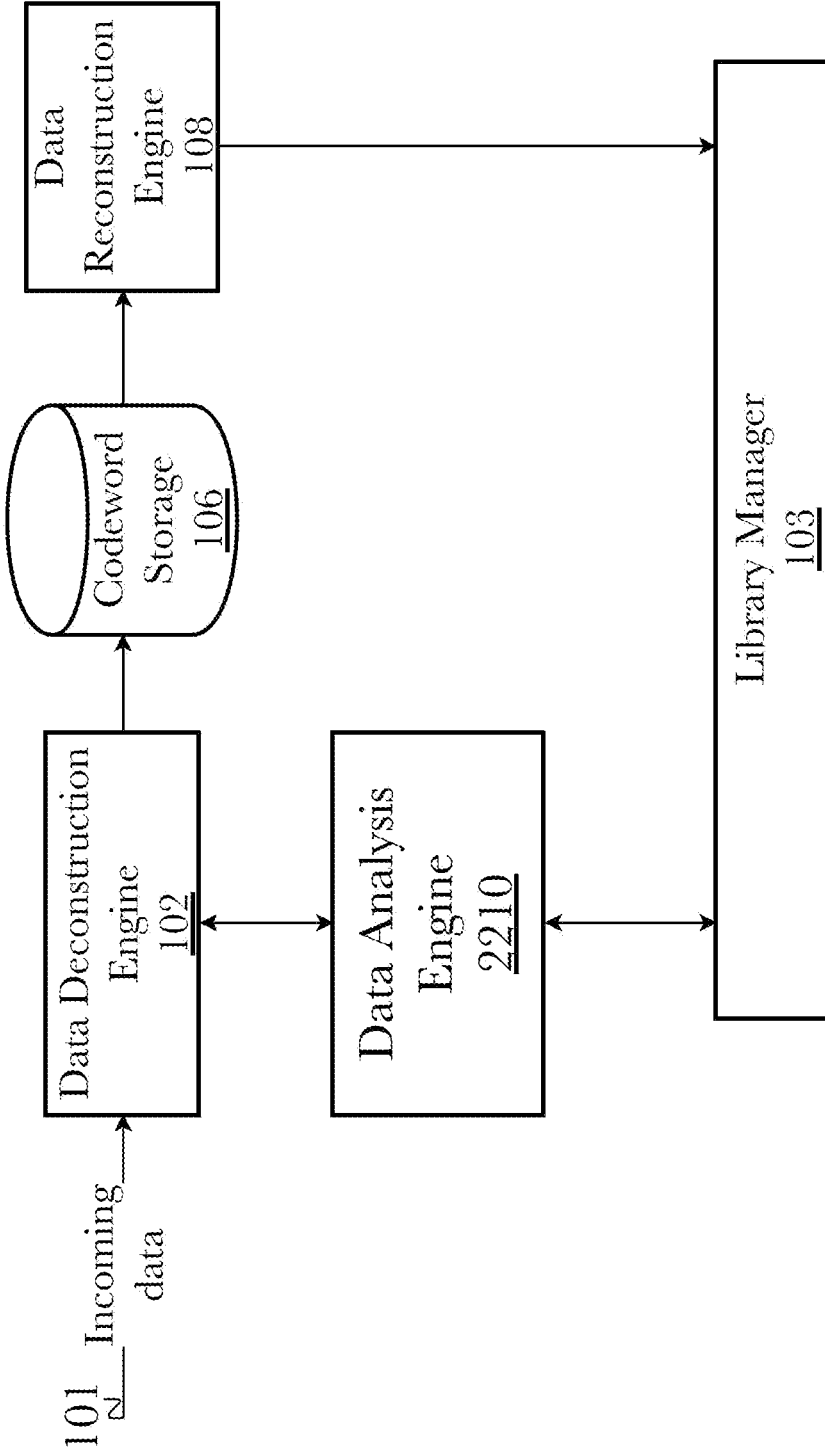 101
Incoming
data
Data Deconstruction
Engine
102
Codeword
Storage
106
Data
Reconstruction
Engine
108
Data Analysis
Engine
2210
Library Manager
103